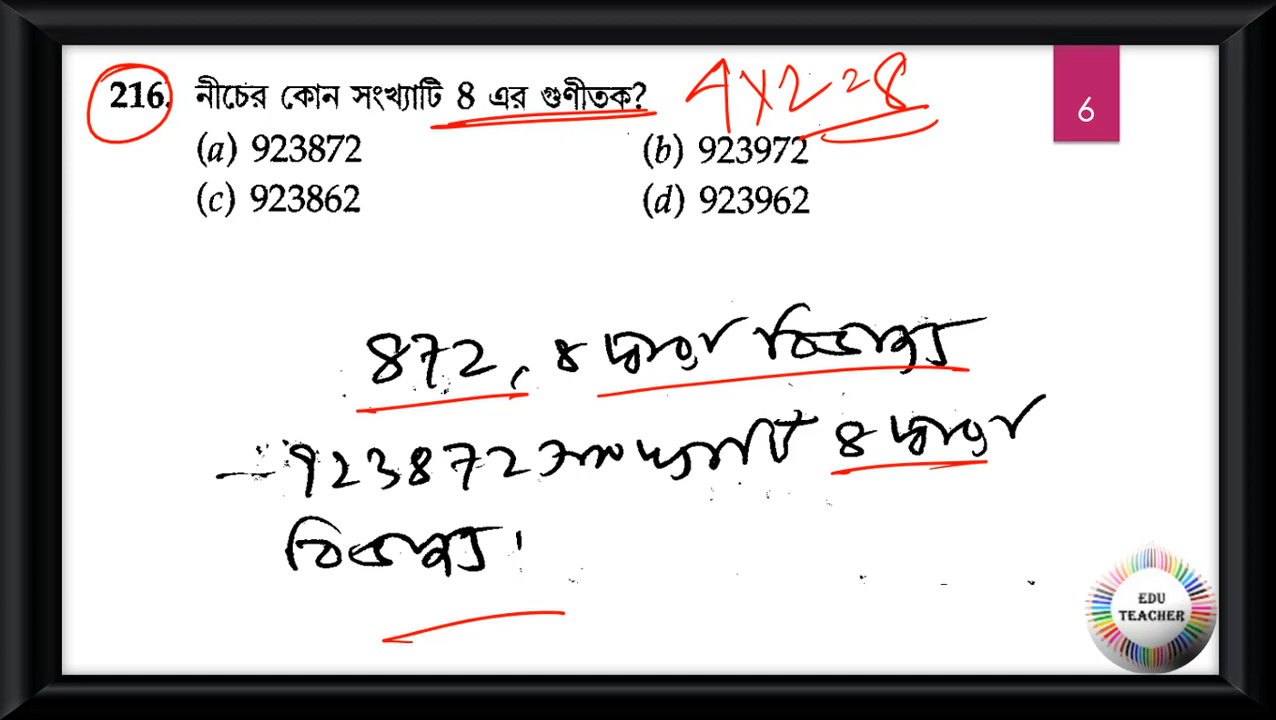 216. নীচের কোন সংখ্যাটি 8 এর গুণীতক?
4 x 2 = 8
6
(a) 923872 (b) 923972
(c) 923862 (d) 923962
872, 8 দ্বারা বিভাজ্য
923872 সংখ্যাটি 8 দ্বারা
বিভাজ্য।
EDU
TEACHER